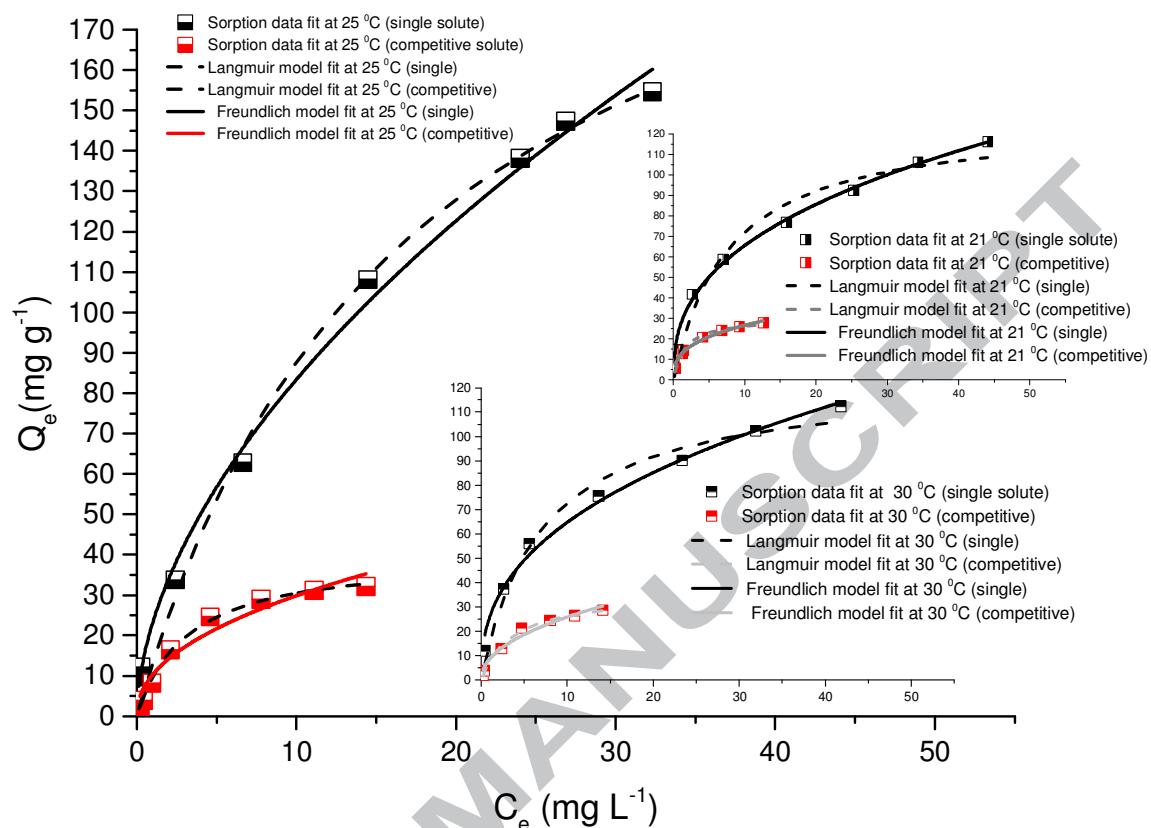 Sorption data fit at 25 ⁰C (single solute)
Sorption data fit at 25 ⁰C (competitive solute)
Langmuir model fit at 25 ⁰C (single)
Langmuir model fit at 25 ⁰C (competitive)
Freundlich model fit at 25 ⁰C (single)
Freundlich model fit at 25 ⁰C (competitive)
170
160
150
140
130
120
110
100
90
80
70
60
50
40
30
20
10
0
Qₑ(mg g⁻¹)
0 10 20 30 40 50
Cₑ (mg L⁻¹)
120
110
100
90
80
70
60
50
40
30
20
10
0
0 10 20 30 40 50
Sorption data fit at 21 ⁰C (single solute)
Sorption data fit at 21 ⁰C (competitive)
Langmuir model fit at 21 ⁰C (single)
Langmuir model fit at 21 ⁰C (competitive)
Freundlich model fit at 21 ⁰C (single)
Freundlich model fit at 21 ⁰C (competitive)
120
110
100
90
80
70
60
50
40
30
20
10
0
0 10 20 30 40 50
Sorption data fit at 30 ⁰C (single solute)
Sorption data fit at 30 ⁰C (competitive)
Langmuir model fit at 30 ⁰C (single)
Langmuir model fit at 30 ⁰C (competitive)
Freundlich model fit at 30 ⁰C (single)
Freundlich model fit at 30 ⁰C (competitive)
MANUSCRIPT